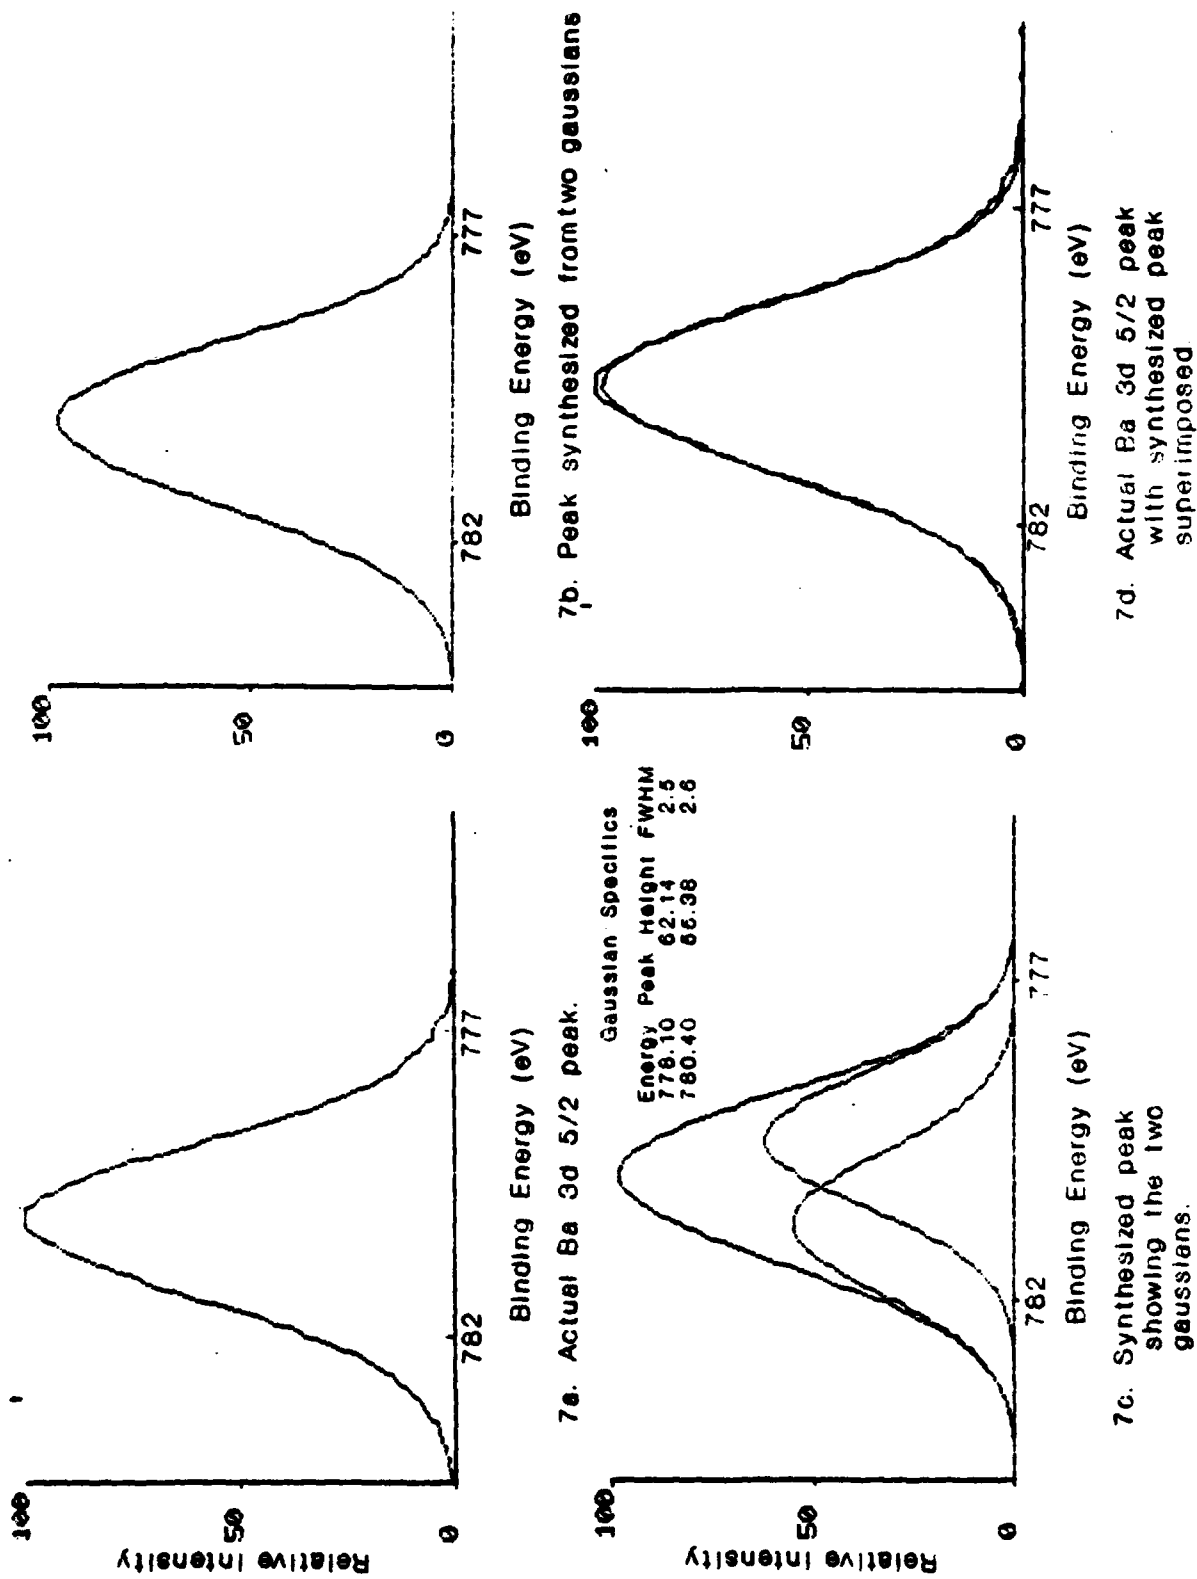 Relative Intensity
100
50
0
782
777
Binding Energy (eV)
7a. Actual Ba 3d 5/2 peak.
100
50
0
782
777
Binding Energy (eV)
7b. Peak synthesized from two gaussians
Relative Intensity
100
50
0
Gaussian Specifics
Energy Peak Height FWHM
778.10 62.14 2.5
780.40 55.38 2.6
782
777
Binding Energy (eV)
7c. Synthesized peak
showing the two
gaussians.
100
50
0
782
777
Binding Energy (eV)
7d. Actual Ba 3d 5/2 peak
with synthesized peak
superimposed.